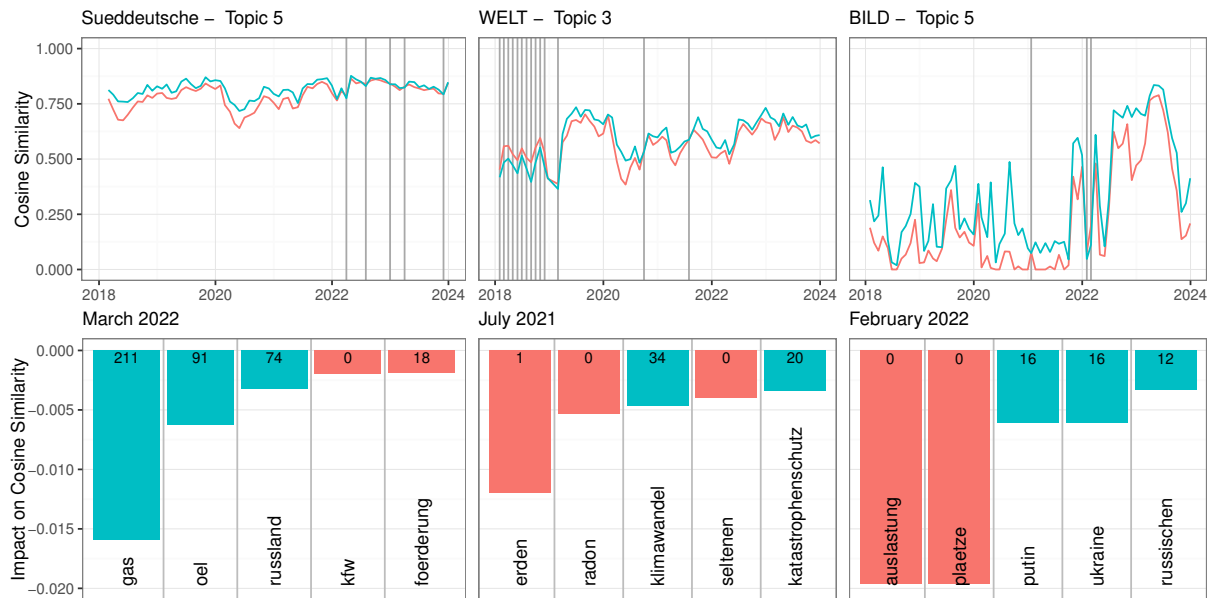 Sueddeutsche – Topic 5
WELT – Topic 3
BILD – Topic 5
Cosine Similarity
1.000
0.750
0.500
0.250
0.000
2018 2020 2022 2024
2018 2020 2022 2024
2018 2020 2022 2024
March 2022
July 2021
February 2022
Impact on Cosine Similarity
0.000
−0.005
−0.010
−0.015
−0.020
211 91 74 0 18
gas oel russland kfw foerderung
1 0 34 0 20
erden radon klimawandel seltenen katastrophenschutz
0 0 16 16 12
auslastung plaetze putin ukraine russischen